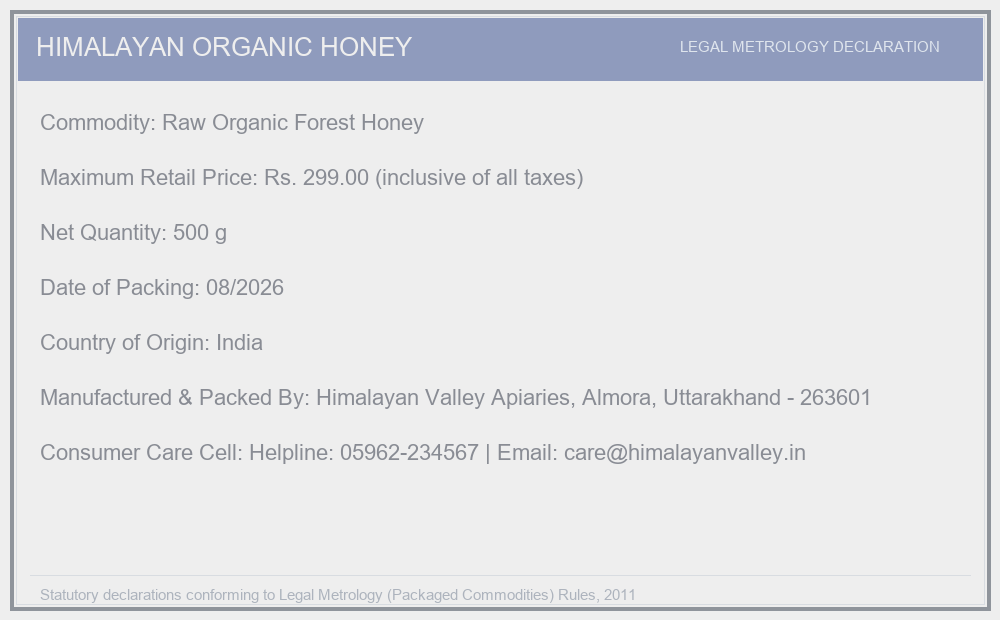 HIMALAYAN ORGANIC HONEY
LEGAL METROLOGY DECLARATION
Commodity: Raw Organic Forest Honey
Maximum Retail Price: Rs. 299.00 (inclusive of all taxes)
Net Quantity: 500 g
Date of Packing: 08/2026
Country of Origin: India
Manufactured & Packed By: Himalayan Valley Apiaries, Almora, Uttarakhand - 263601
Consumer Care Cell: Helpline: 05962-234567 | Email: care@himalayanvalley.in
Statutory declarations conforming to Legal Metrology (Packaged Commodities) Rules, 2011